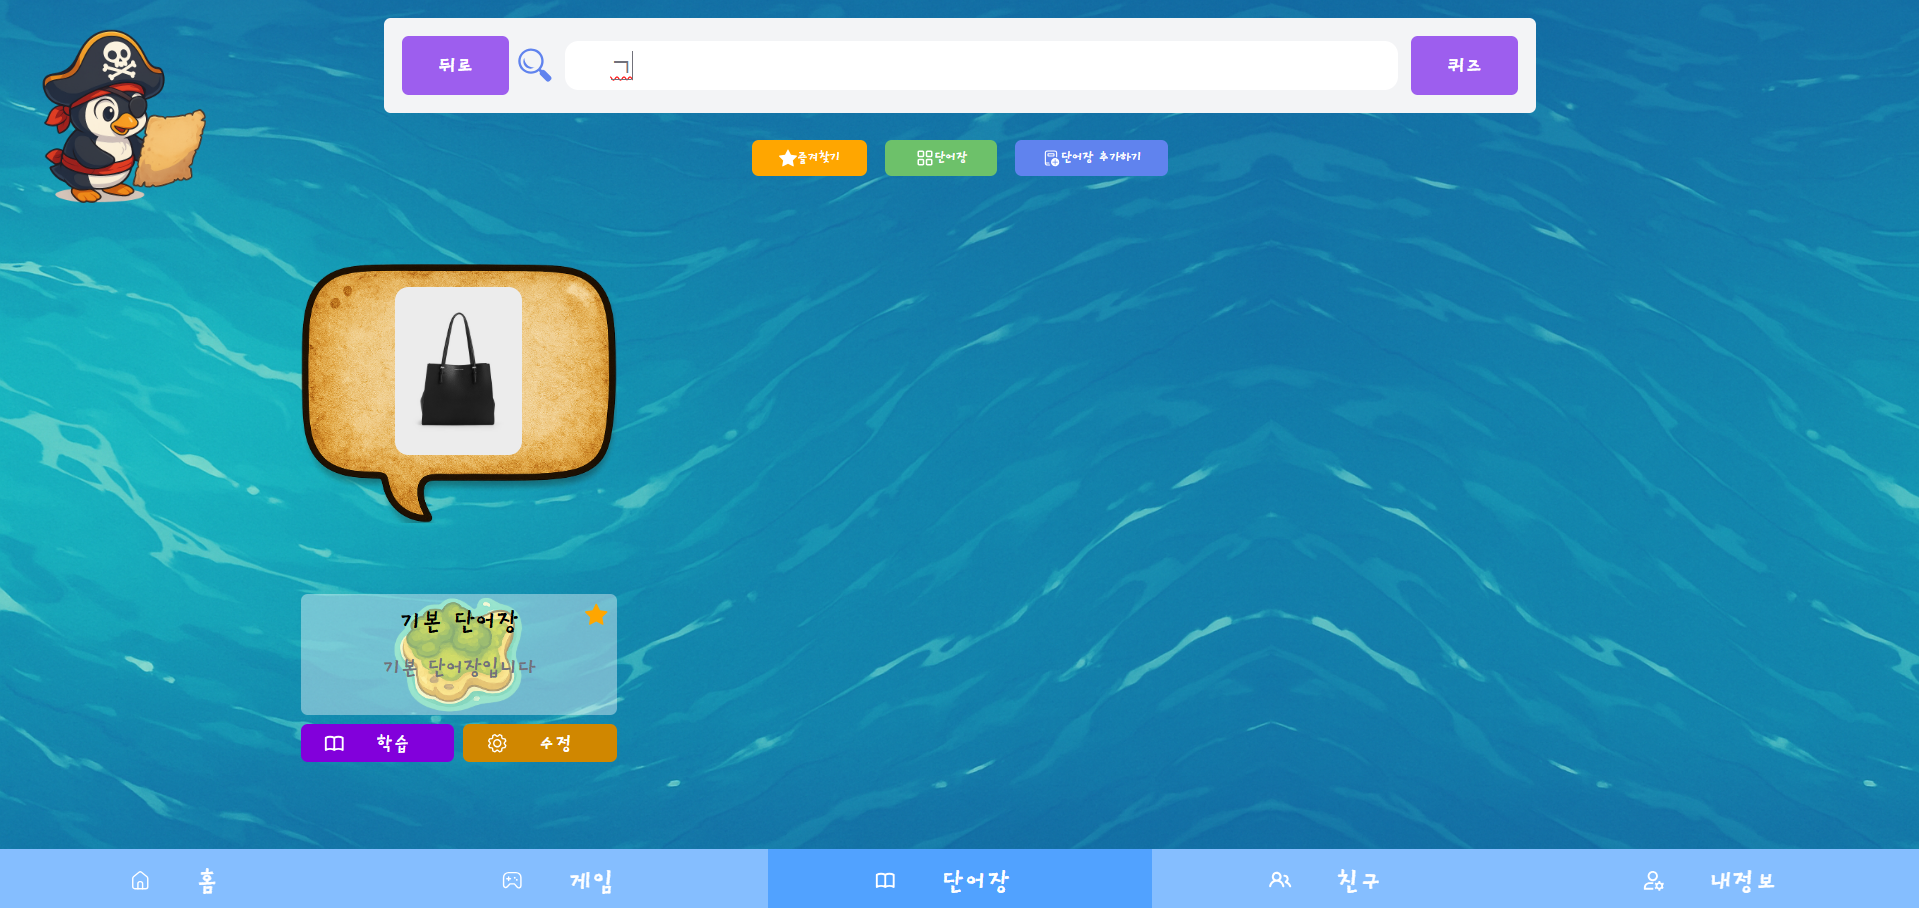 뒤로
ㄱ
퀴즈
즐겨찾기
단어장
단어장 추가하기
기본 단어장
기본 단어장입니다
학습
수정
홈
게임
단어장
친구
내정보